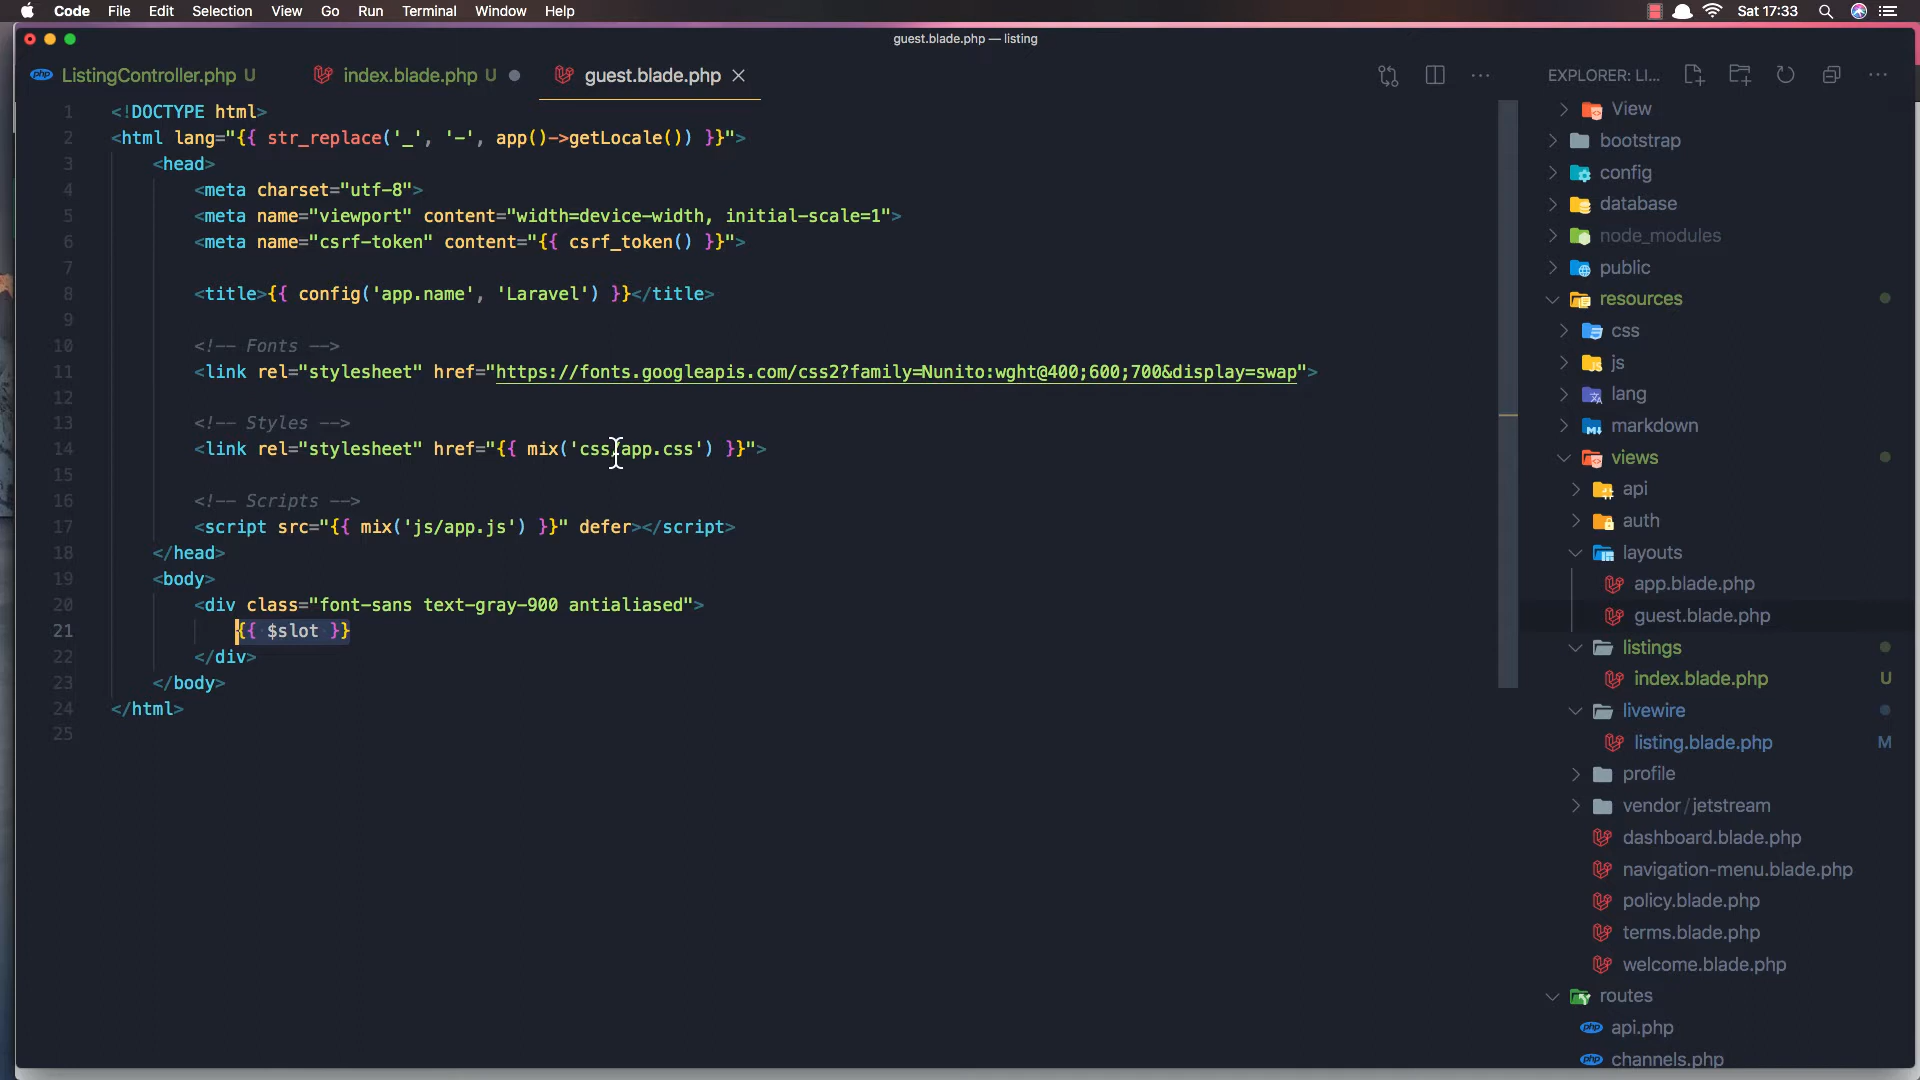 Code File Edit Selection View Go Run Terminal Window Help Sat 17:33
guest.blade.php — listing
php ListingController.php U index.blade.php U guest.blade.php EXPLORER: LI...
1 <!DOCTYPE html>
2 <html lang="{{ str_replace('_', '-', app()->getLocale()) }}">
3 <head>
4 <meta charset="utf-8">
5 <meta name="viewport" content="width=device-width, initial-scale=1">
6 <meta name="csrf-token" content="{{ csrf_token() }}">
7
8 <title>{{ config('app.name', 'Laravel') }}</title>
9
10 <!-- Fonts -->
11 <link rel="stylesheet" href="https://fonts.googleapis.com/css2?family=Nunito:wght@400;600;700&display=swap">
12
13 <!-- Styles -->
14 <link rel="stylesheet" href="{{ mix('css/app.css') }}">
15
16 <!-- Scripts -->
17 <script src="{{ mix('js/app.js') }}" defer></script>
18 </head>
19 <body>
20 <div class="font-sans text-gray-900 antialiased">
21 {{ $slot }}
22 </div>
23 </body>
24 </html>
25
View
bootstrap
config
database
node_modules
public
resources
css
js
lang
markdown
views
api
auth
layouts
app.blade.php
guest.blade.php
listings
index.blade.php U
livewire
listing.blade.php M
profile
vendor/jetstream
dashboard.blade.php
navigation-menu.blade.php
policy.blade.php
terms.blade.php
welcome.blade.php
routes
php api.php
php channels.php